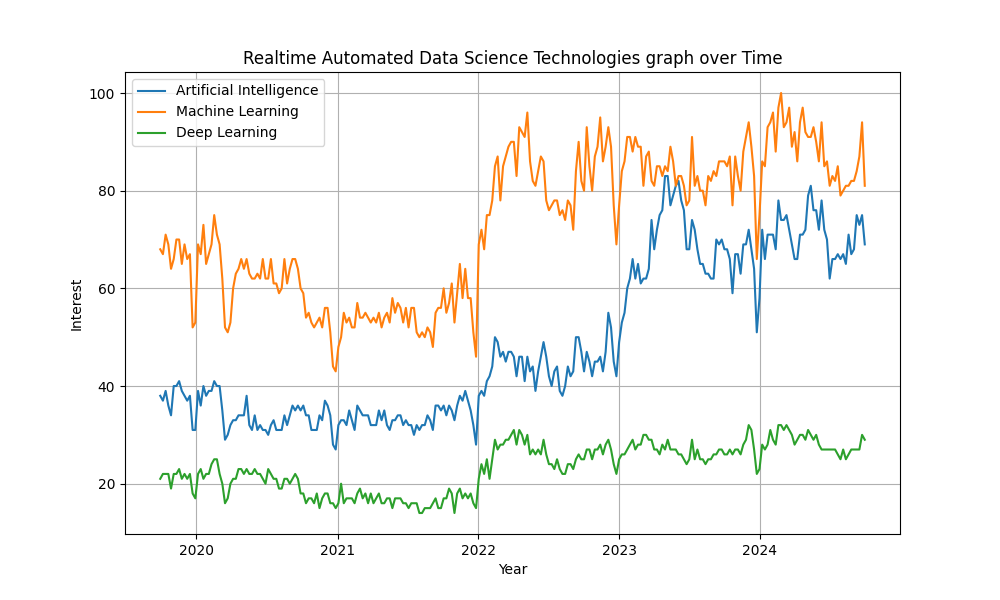 Realtime Automated Data Science Technologies graph over Time
Artificial Intelligence
Machine Learning
Deep Learning
100
80
60
40
20
Interest
2020 2021 2022 2023 2024
Year